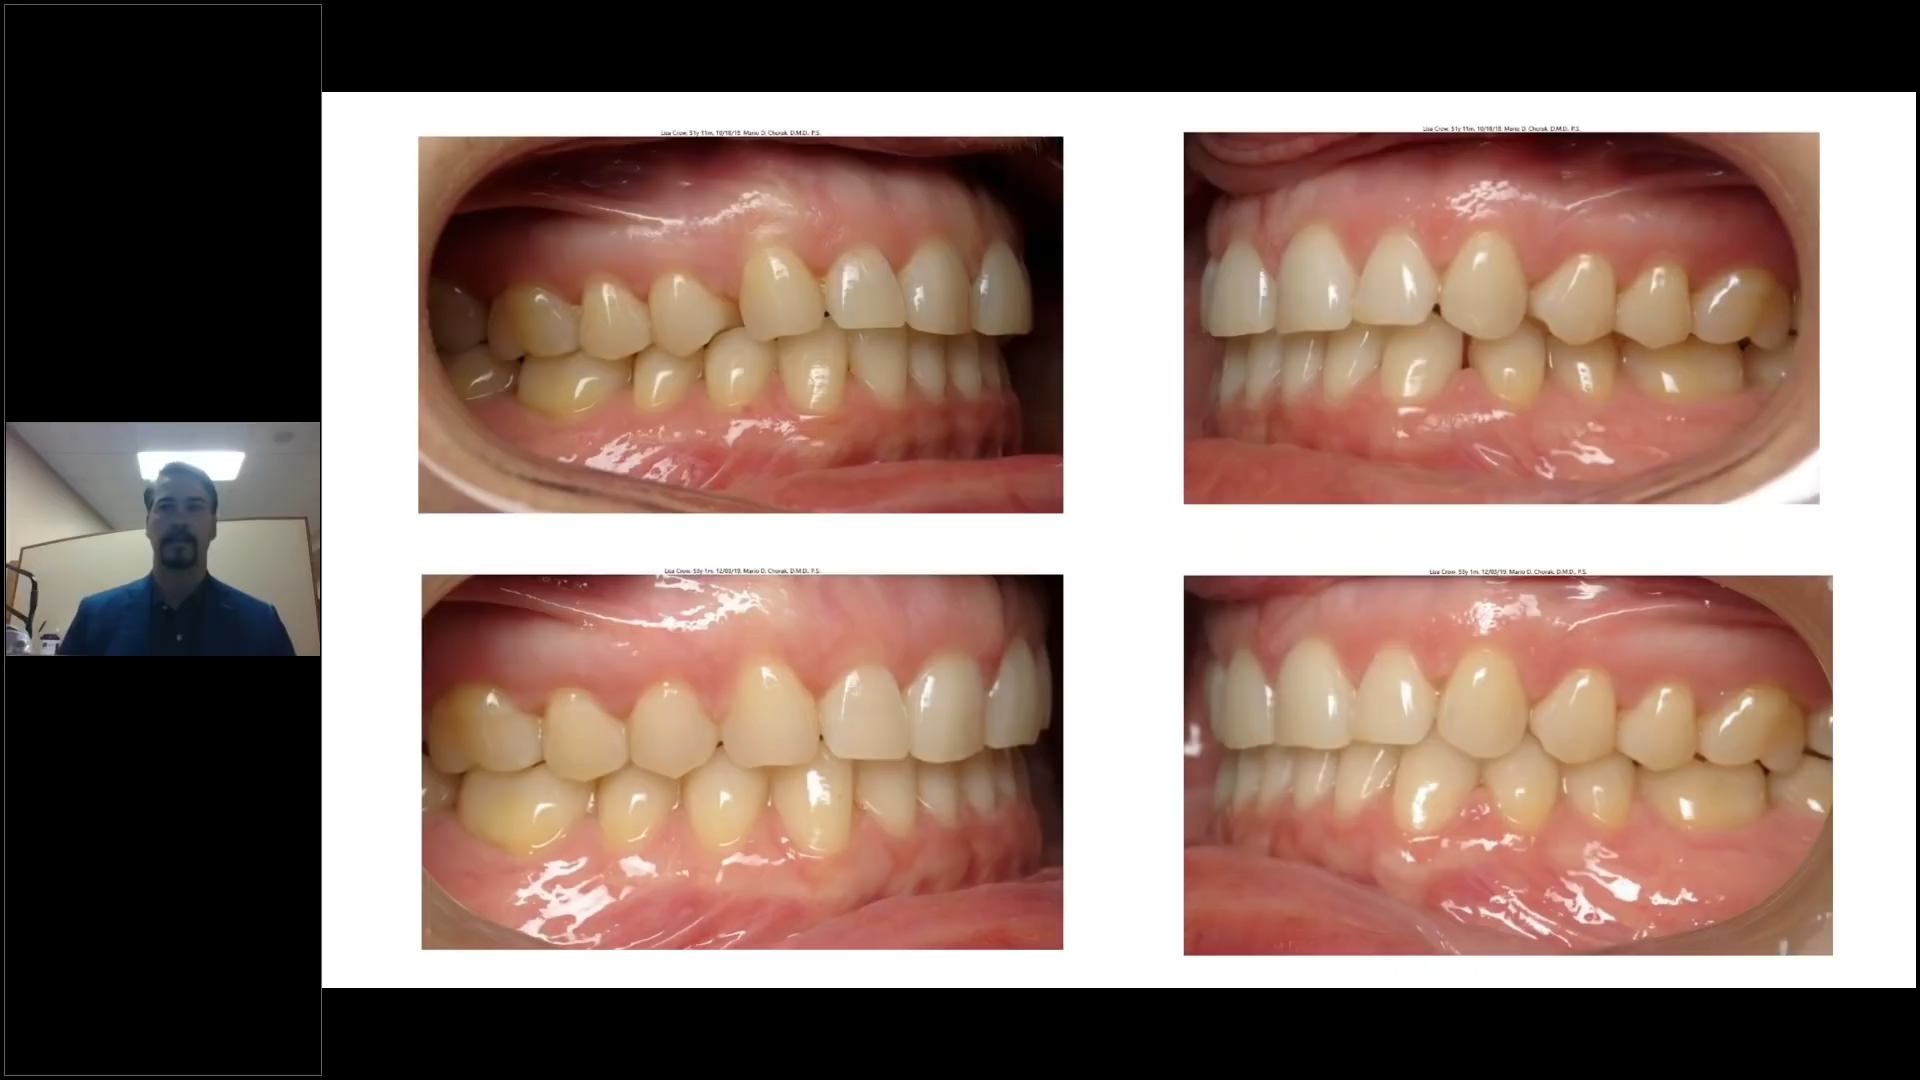 Lisa Crow, 51y 11m, 10/18/18, Mario D. Chorak, D.M.D., P.S.
Lisa Crow, 51y 11m, 10/18/18, Mario D. Chorak, D.M.D., P.S.
Lisa Crow, 53y 1m, 12/03/19, Mario D. Chorak, D.M.D., P.S.
Lisa Crow, 53y 1m, 12/03/19, Mario D. Chorak, D.M.D., P.S.